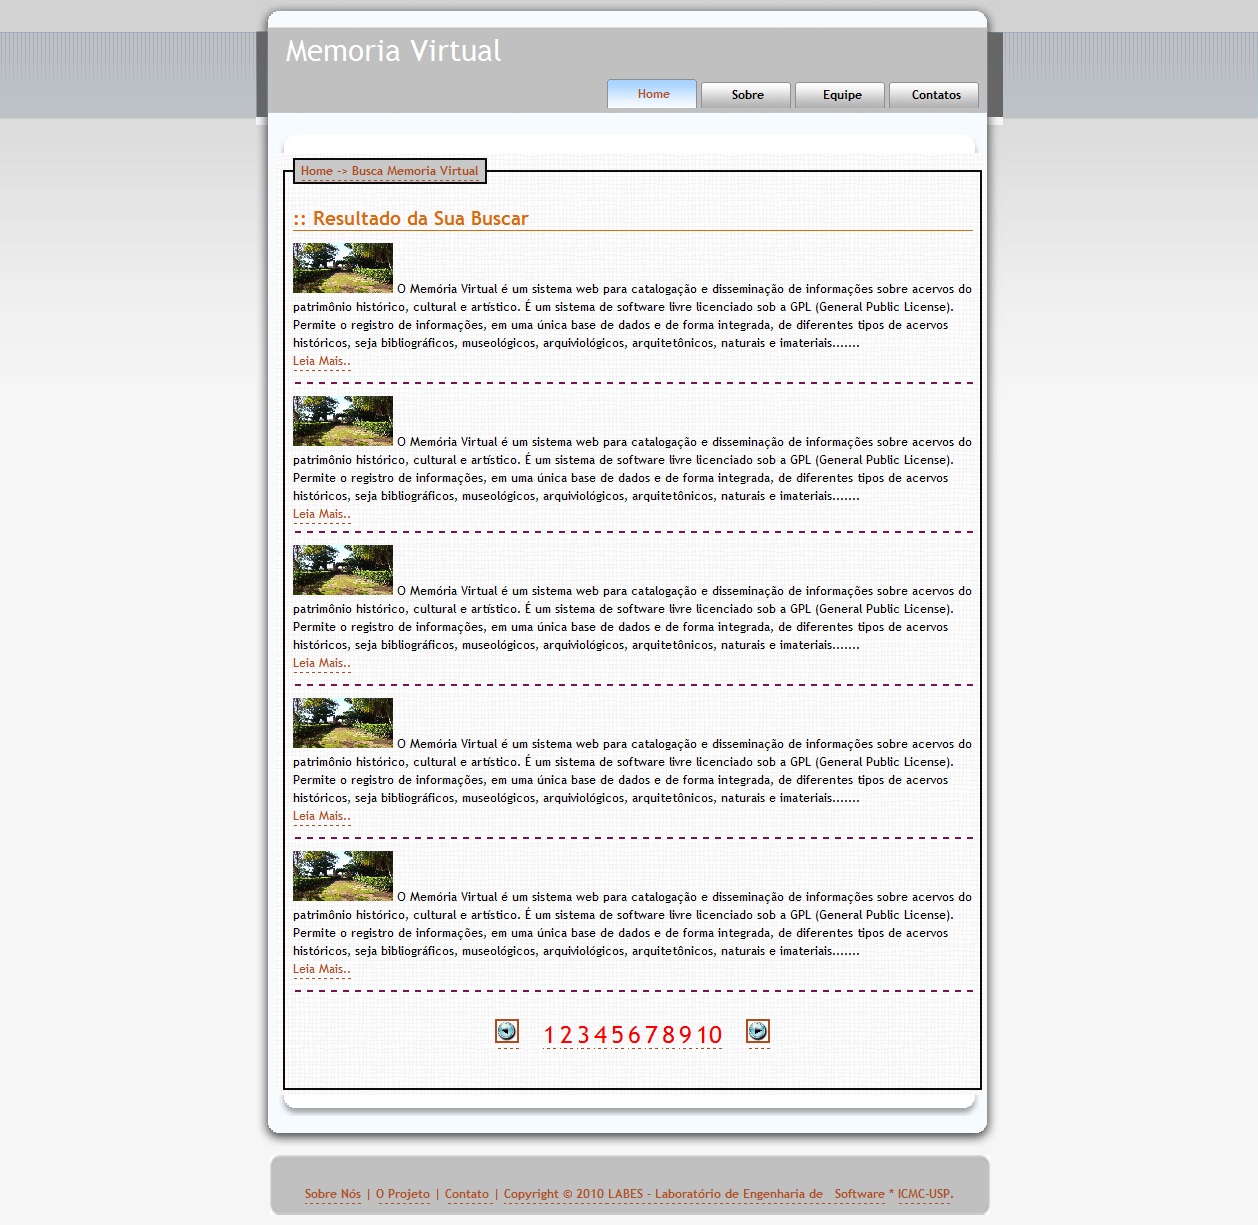 Memoria Virtual
Home Sobre Equipe Contatos
Home -> Busca Memoria Virtual
:: Resultado da Sua Buscar
O Memória Virtual é um sistema web para catalogação e disseminação de informações sobre acervos do
patrimônio histórico, cultural e artístico. É um sistema de software livre licenciado sob a GPL (General Public License).
Permite o registro de informações, em uma única base de dados e de forma integrada, de diferentes tipos de acervos
históricos, seja bibliográficos, museológicos, arquiviológicos, arquitetônicos, naturais e imateriais.......
Leia Mais..
O Memória Virtual é um sistema web para catalogação e disseminação de informações sobre acervos do
patrimônio histórico, cultural e artístico. É um sistema de software livre licenciado sob a GPL (General Public License).
Permite o registro de informações, em uma única base de dados e de forma integrada, de diferentes tipos de acervos
históricos, seja bibliográficos, museológicos, arquiviológicos, arquitetônicos, naturais e imateriais.......
Leia Mais..
O Memória Virtual é um sistema web para catalogação e disseminação de informações sobre acervos do
patrimônio histórico, cultural e artístico. É um sistema de software livre licenciado sob a GPL (General Public License).
Permite o registro de informações, em uma única base de dados e de forma integrada, de diferentes tipos de acervos
históricos, seja bibliográficos, museológicos, arquiviológicos, arquitetônicos, naturais e imateriais.......
Leia Mais..
O Memória Virtual é um sistema web para catalogação e disseminação de informações sobre acervos do
patrimônio histórico, cultural e artístico. É um sistema de software livre licenciado sob a GPL (General Public License).
Permite o registro de informações, em uma única base de dados e de forma integrada, de diferentes tipos de acervos
históricos, seja bibliográficos, museológicos, arquiviológicos, arquitetônicos, naturais e imateriais.......
Leia Mais..
O Memória Virtual é um sistema web para catalogação e disseminação de informações sobre acervos do
patrimônio histórico, cultural e artístico. É um sistema de software livre licenciado sob a GPL (General Public License).
Permite o registro de informações, em uma única base de dados e de forma integrada, de diferentes tipos de acervos
históricos, seja bibliográficos, museológicos, arquiviológicos, arquitetônicos, naturais e imateriais.......
Leia Mais..
1 2 3 4 5 6 7 8 9 10
Sobre Nós | O Projeto | Contato | Copyright © 2010 LABES - Laboratório de Engenharia de Software * ICMC-USP.